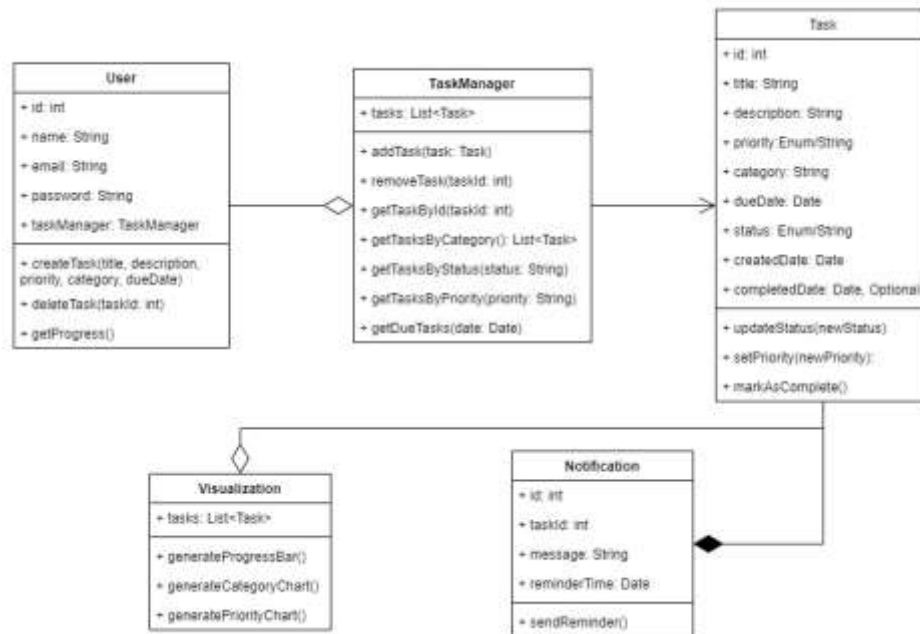 User
+ id: int
+ name: String
+ email: String
+ password: String
+ taskManager: TaskManager
+ createTask(title, description,
priority, category, dueDate)
+ deleteTask(taskId: int)
+ getProgress()
TaskManager
+ tasks: List<Task>
+ addTask(task: Task)
+ removeTask(taskId: int)
+ getTaskById(taskId: int)
+ getTasksByCategory(): List<Task>
+ getTasksByStatus(status: String)
+ getTasksByPriority(priority: String)
+ getDueTasks(date: Date)
Task
+ id: int
+ title: String
+ description: String
+ priority:Enum/String
+ category: String
+ dueDate: Date
+ status: Enum/String
+ createdDate: Date
+ completedDate: Date, Optional
+ updateStatus(newStatus)
+ setPriority(newPriority):
+ markAsComplete()
Visualization
+ tasks: List<Task>
+ generateProgressBar()
+ generateCategoryChart()
+ generatePriorityChart()
Notification
+ id: int
+ taskId: int
+ message: String
+ reminderTime: Date
+ sendReminder()